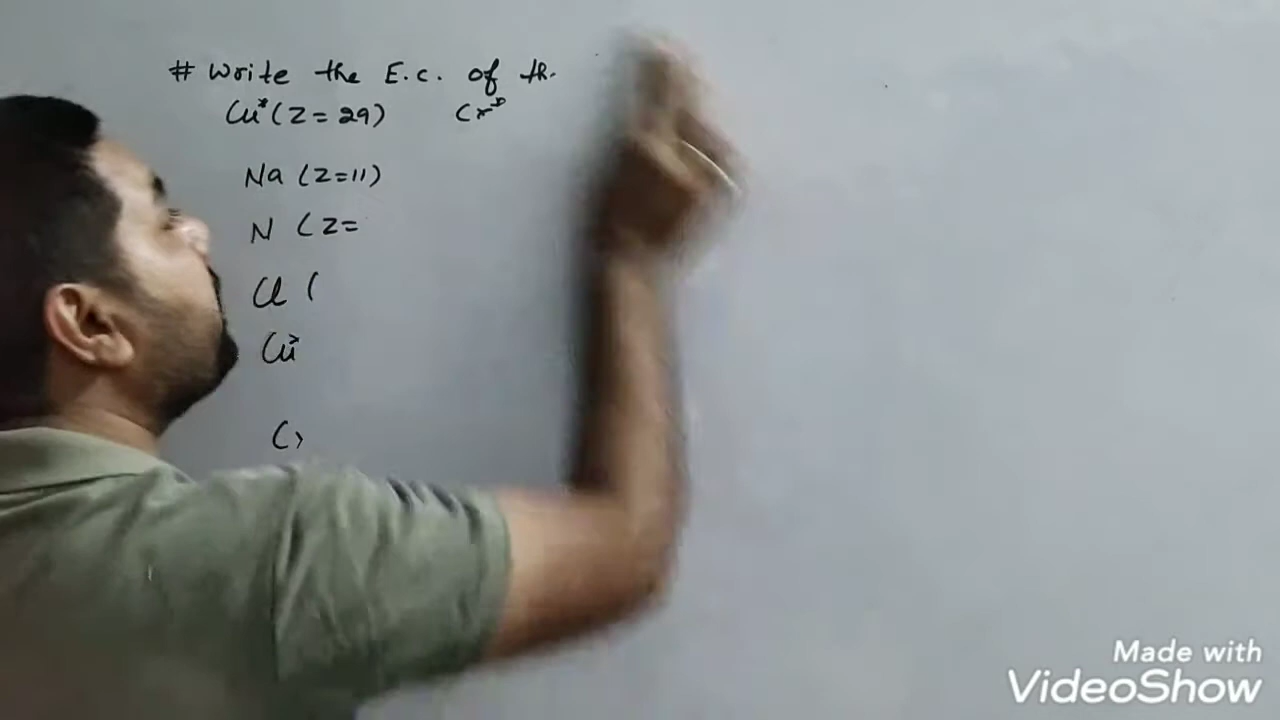 # Write the E.C. of th.
Cu* (Z=29) Cr*
Na (Z=11)
N (Z=
Cl (
Cu
Made with
VideoShow